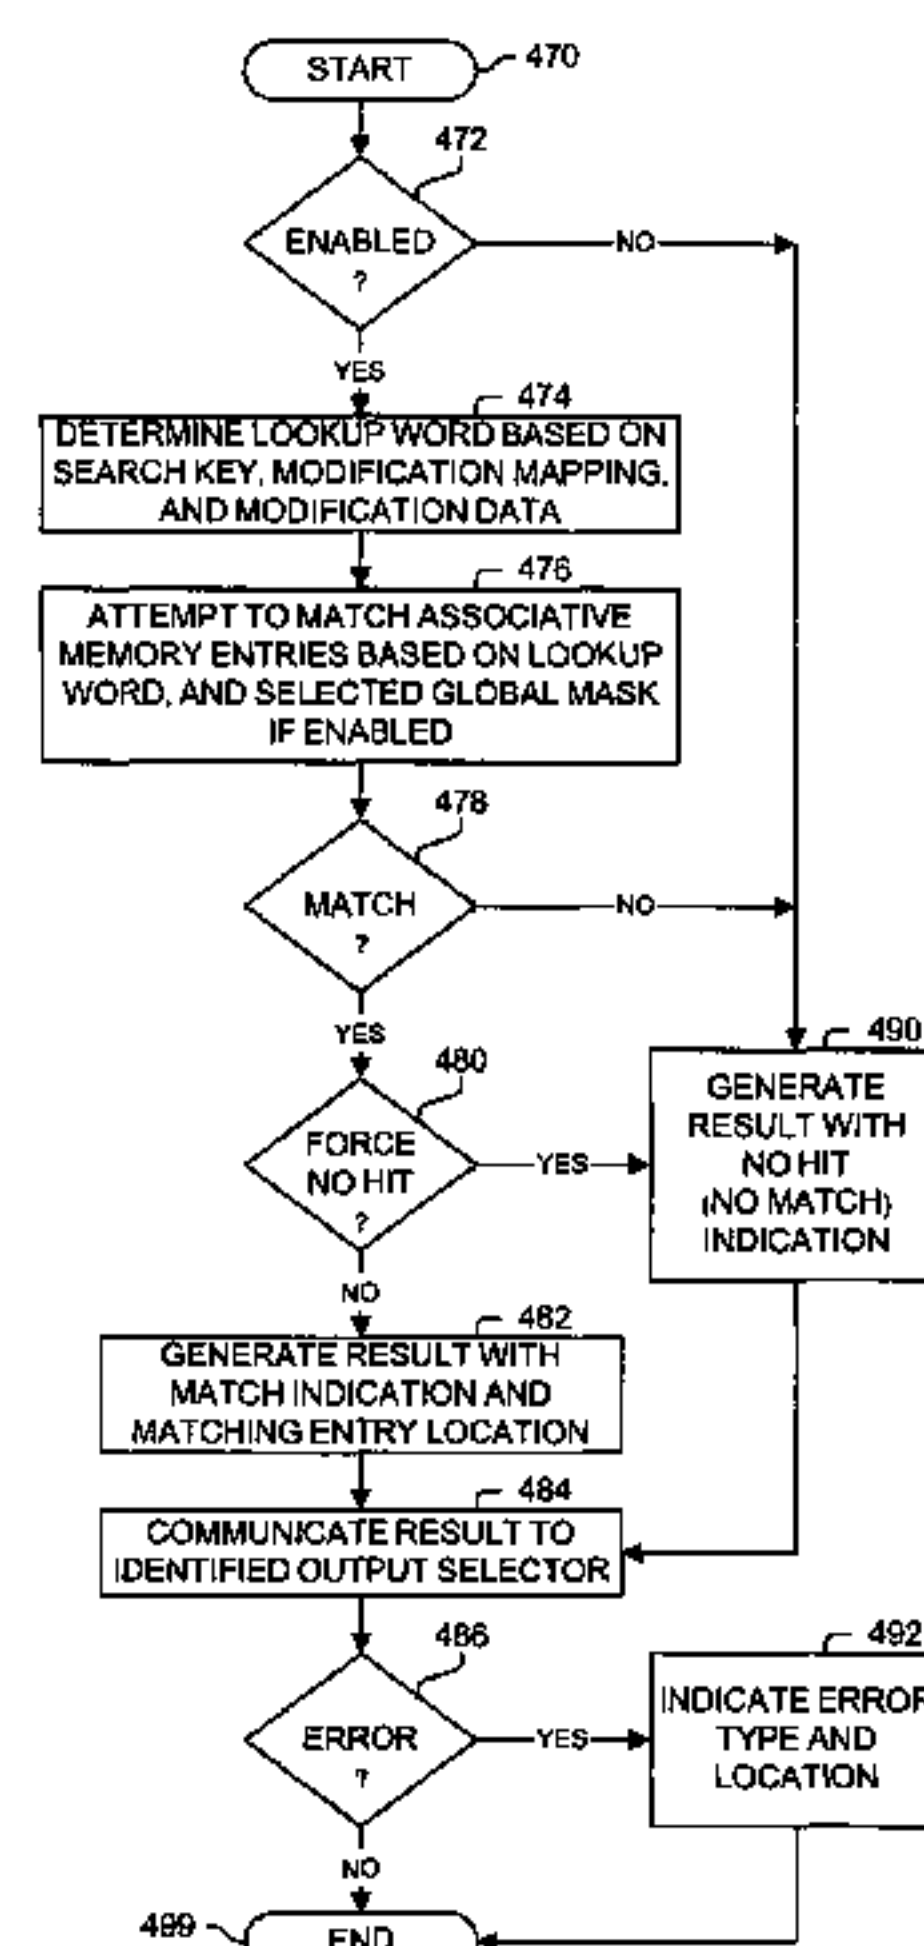 START
470
472
ENABLED
?
NO
YES
474
DETERMINE LOOKUP WORD BASED ON
SEARCH KEY, MODIFICATION MAPPING,
AND MODIFICATION DATA
476
ATTEMPT TO MATCH ASSOCIATIVE
MEMORY ENTRIES BASED ON LOOKUP
WORD, AND SELECTED GLOBAL MASK
IF ENABLED
478
MATCH
?
NO
YES
480
FORCE
NO HIT
?
YES
490
GENERATE
RESULT WITH
NO HIT
(NO MATCH)
INDICATION
NO
482
GENERATE RESULT WITH
MATCH INDICATION AND
MATCHING ENTRY LOCATION
484
COMMUNICATE RESULT TO
IDENTIFIED OUTPUT SELECTOR
486
ERROR
?
YES
492
INDICATE ERROR
TYPE AND
LOCATION
NO
499
END